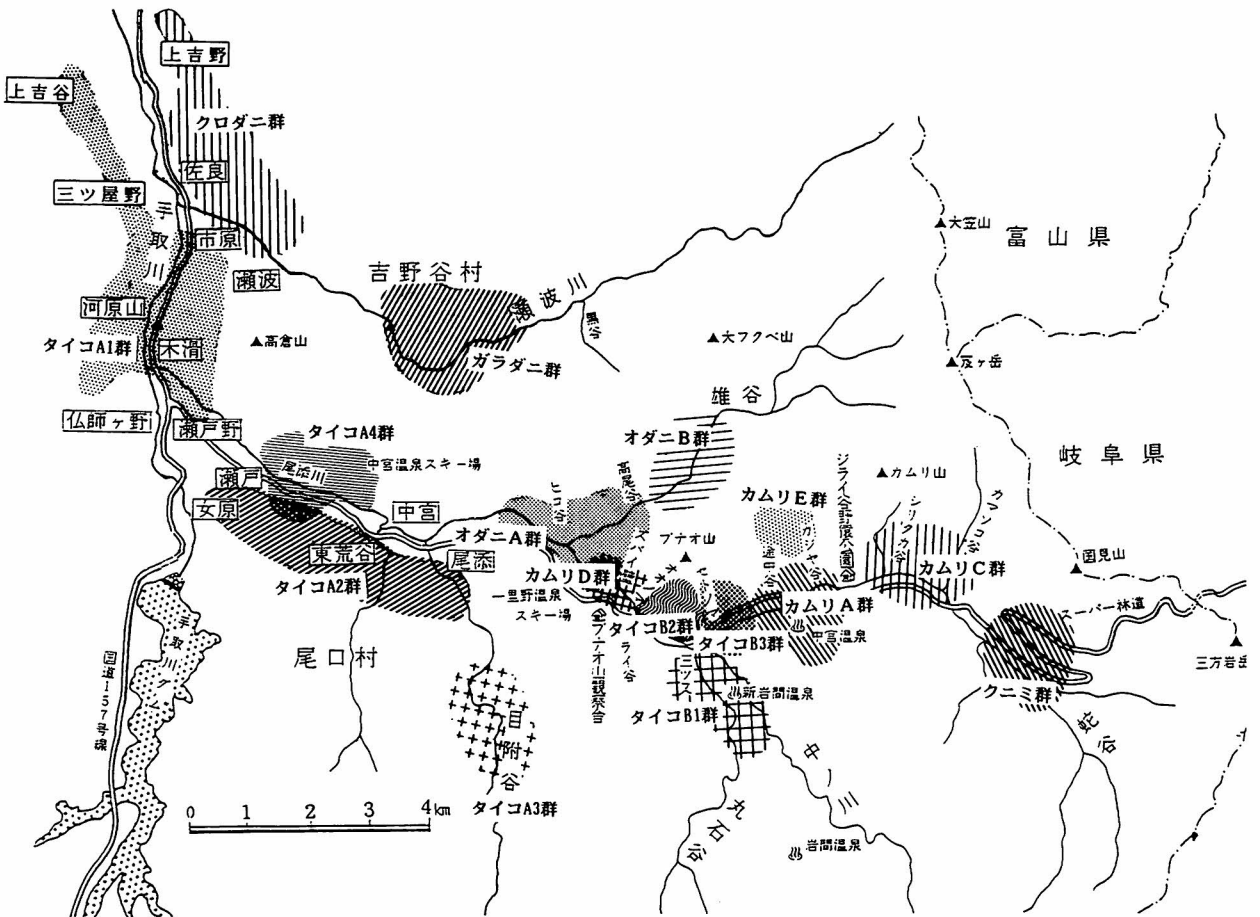 上吉野
上吉谷
クロダニ群
佐良
三ツ屋野
手取川
市原
瀬波
吉野谷村
瀬波川
河原山
タイコA1群
木滑
高倉山
ガラダニ群
仏師ヶ野
瀬戸野
タイコA4群
中宮温泉スキー場
尾添川
瀬戸
女原
中宮
東荒谷
尾添
タイコA2群
オダニA群
オダニB群
雄谷
大フクベ山
大笠山
富山県
岐阜県
カムリ山
カムリE群
ブナオ山
カムリD群
一里野温泉
スキー場
タイコB2群
タイコB3群
カムリA群
中宮温泉
カムリC群
国見山
スーパー林道
三方岩岳
クニミ群
蛇谷
ブナオ山観察舎
タイコB1群
新岩間温泉
中ノ川
丸石谷
岩間温泉
尾口村
目附谷
タイコA3群
国道157号線
0 1 2 3 4km